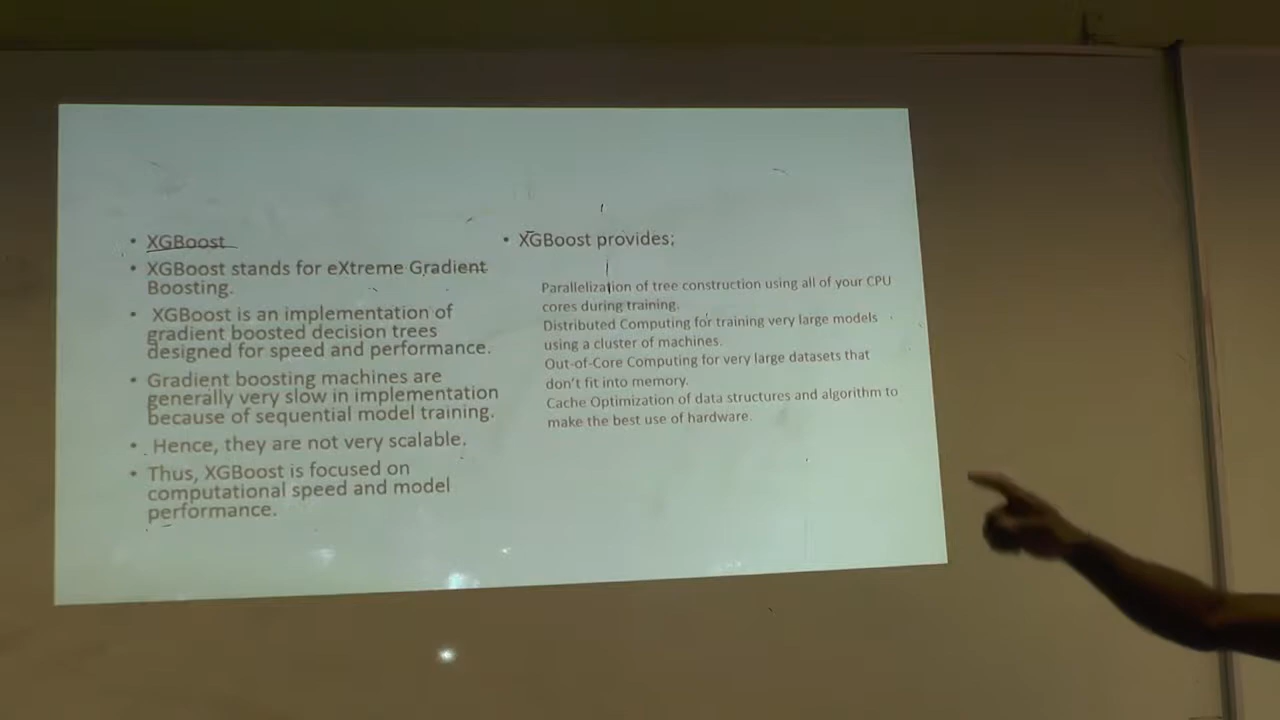 • XGBoost
• XGBoost stands for eXtreme Gradient
Boosting.
• XGBoost is an implementation of
gradient boosted decision trees
designed for speed and performance.
• Gradient boosting machines are
generally very slow in implementation
because of sequential model training.
• Hence, they are not very scalable.
• Thus, XGBoost is focused on
computational speed and model
performance.
• XGBoost provides;
Parallelization of tree construction using all of your CPU
cores during training.
Distributed Computing for training very large models
using a cluster of machines.
Out-of-Core Computing for very large datasets that
don't fit into memory.
Cache Optimization of data structures and algorithm to
make the best use of hardware.